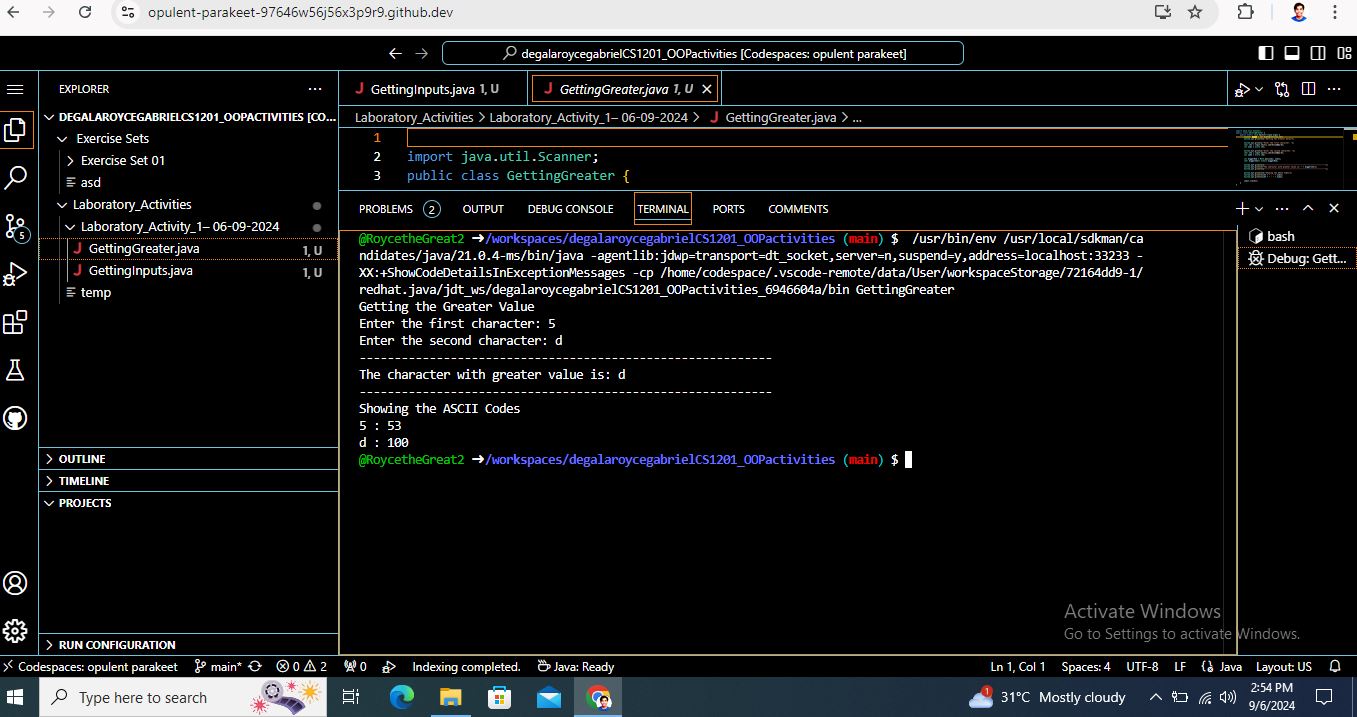 opulent-parakeet-97646w56j56x3p9r9.github.dev
degalaroycegabrielCS1201_OOPactivities [Codespaces: opulent parakeet]
EXPLORER
DEGALAROYCEGABRIELCS1201_OOPACTIVITIES [CO...
Exercise Sets
Exercise Set 01
asd
Laboratory_Activities
Laboratory_Activity_1– 06-09-2024
GettingGreater.java 1, U
GettingInputs.java 1, U
temp
OUTLINE
TIMELINE
PROJECTS
RUN CONFIGURATION
GettingInputs.java 1, U
GettingGreater.java 1, U
Laboratory_Activities > Laboratory_Activity_1– 06-09-2024 > GettingGreater.java > ...
1
2 import java.util.Scanner;
3 public class GettingGreater {
PROBLEMS 2 OUTPUT DEBUG CONSOLE TERMINAL PORTS COMMENTS
@RoycetheGreat2 ➜/workspaces/degalaroycegabrielCS1201_OOPactivities (main) $ /usr/bin/env /usr/local/sdkman/ca
ndidates/java/21.0.4-ms/bin/java -agentlib:jdwp=transport=dt_socket,server=n,suspend=y,address=localhost:33233 -
XX:+ShowCodeDetailsInExceptionMessages -cp /home/codespace/.vscode-remote/data/User/workspaceStorage/72164dd9-1/
redhat.java/jdt_ws/degalaroycegabrielCS1201_OOPactivities_6946604a/bin GettingGreater
Getting the Greater Value
Enter the first character: 5
Enter the second character: d
-----------------------------------------------------------
The character with greater value is: d
-----------------------------------------------------------
Showing the ASCII Codes
5 : 53
d : 100
@RoycetheGreat2 ➜/workspaces/degalaroycegabrielCS1201_OOPactivities (main) $
bash
Debug: Gett...
Activate Windows
Go to Settings to activate Windows.
5
Codespaces: opulent parakeet main* 0 2 0 Indexing completed. Java: Ready Ln 1, Col 1 Spaces: 4 UTF-8 LF Java Layout: US
Type here to search
1
31°C Mostly cloudy
2:54 PM
9/6/2024